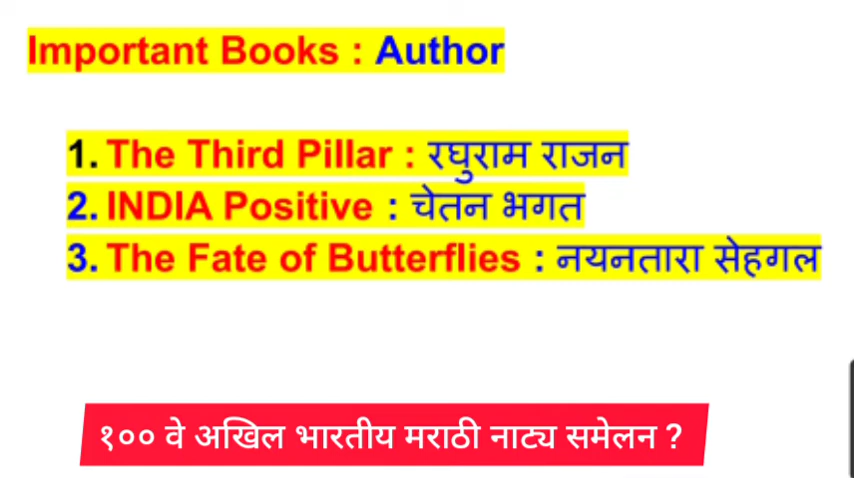 Important Books : Author
1. The Third Pillar : रघुराम राजन
2. INDIA Positive : चेतन भगत
3. The Fate of Butterflies : नयनतारा सेहगल
१०० वे अखिल भारतीय मराठी नाट्य समेलन ?